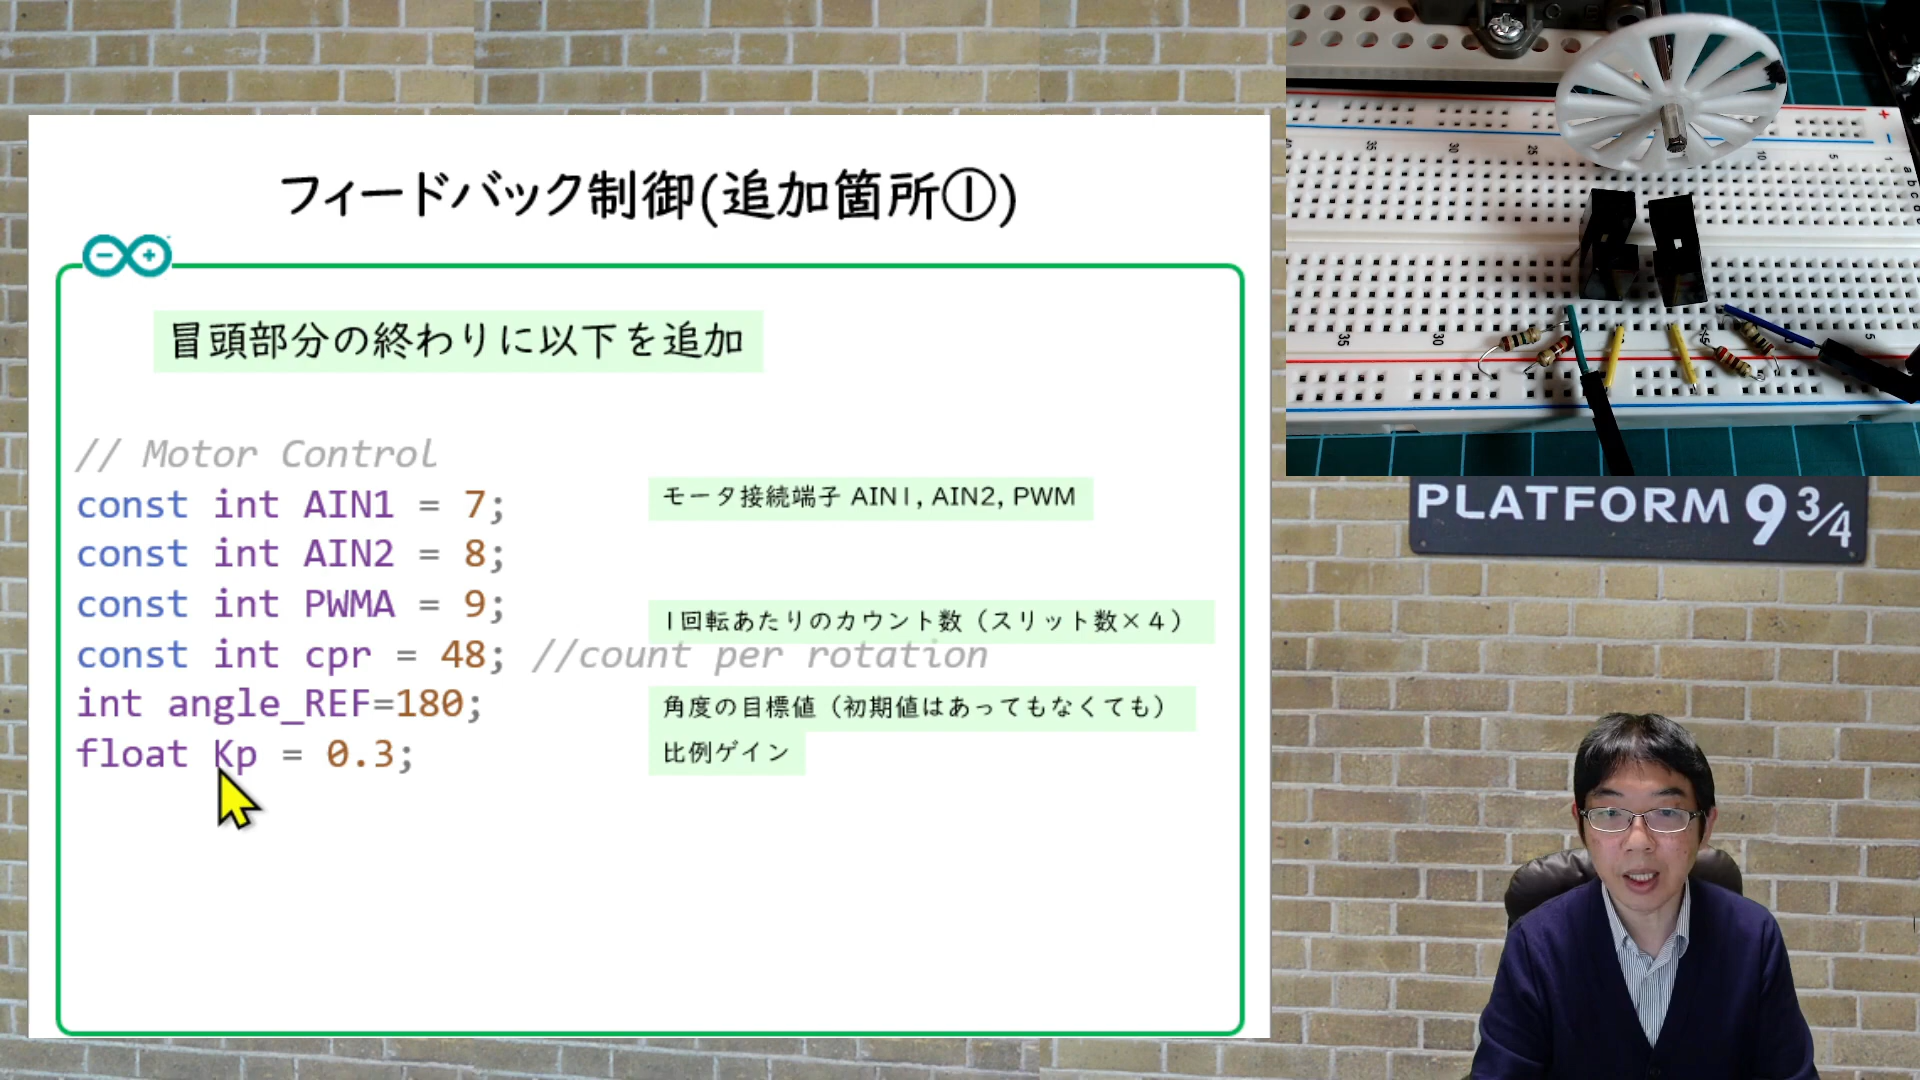 フィードバック制御(追加箇所①)
冒頭部分の終わりに以下を追加
// Motor Control
const int AIN1 = 7;
モータ接続端子 AIN1, AIN2, PWM
const int AIN2 = 8;
const int PWMA = 9;
1回転あたりのカウント数（スリット数×４）
const int cpr = 48; //count per rotation
int angle_REF=180;
角度の目標値（初期値はあってもなくても）
float Kp = 0.3;
比例ゲイン
PLATFORM 9 3/4